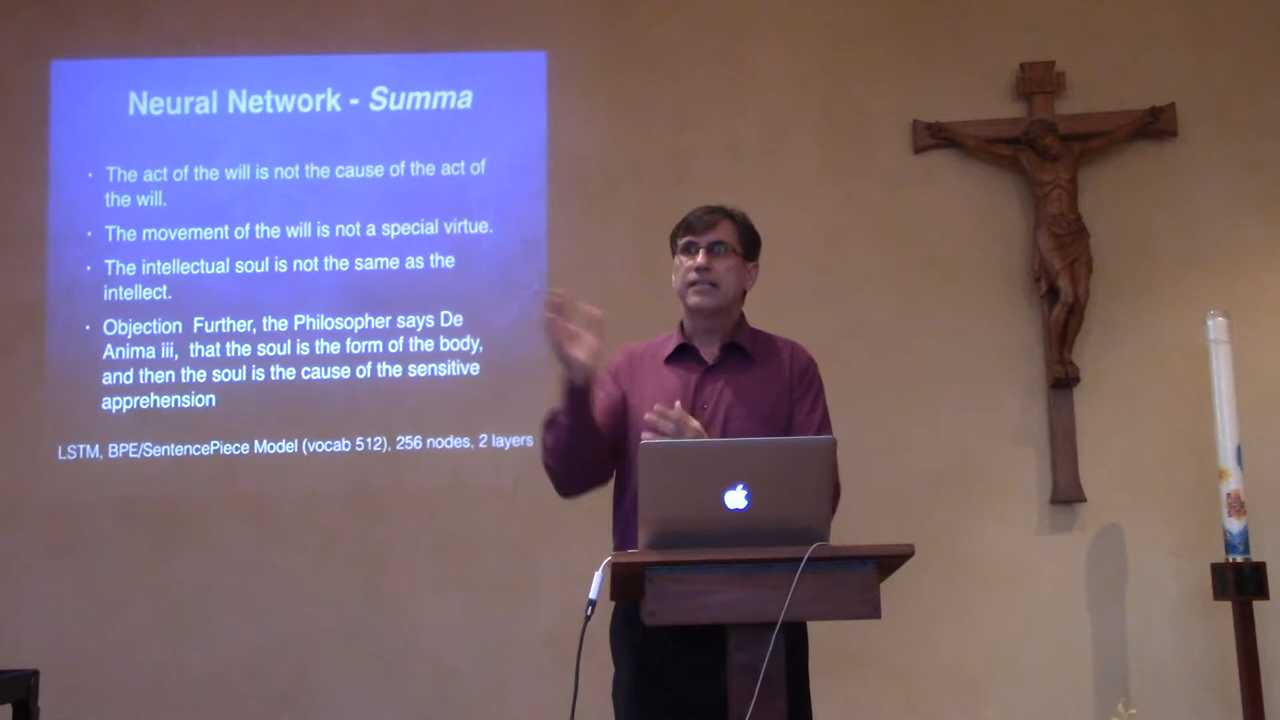 Neural Network - Summa
· The act of the will is not the cause of the act of
the will.
· The movement of the will is not a special virtue.
· The intellectual soul is not the same as the
intellect.
· Objection Further, the Philosopher says De
Anima iii, that the soul is the form of the body,
and then the soul is the cause of the sensitive
apprehension
LSTM, BPE/SentencePiece Model (vocab 512), 256 nodes, 2 layers